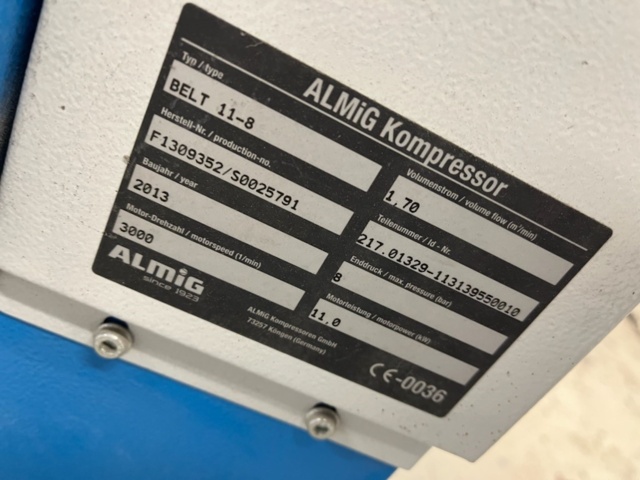 ALMiG Kompressor
Typ / type
BELT 11-8
Herstell-Nr. / production-no.
F1309352/S0025791
Baujahr / year
2013
Motor-Drehzahl / motorspeed (1/min)
3000
Volumenstrom / volume flow (m³/min)
1.70
Teilenummer / Id - Nr.
217.01329-113139550010
Enddruck / max. pressure (bar)
8
Motorleistung / motorpower (kW)
11.0
ALMiG
since 1923
ALMiG Kompressoren GmbH
73257 Köngen (Germany)
CE-0036